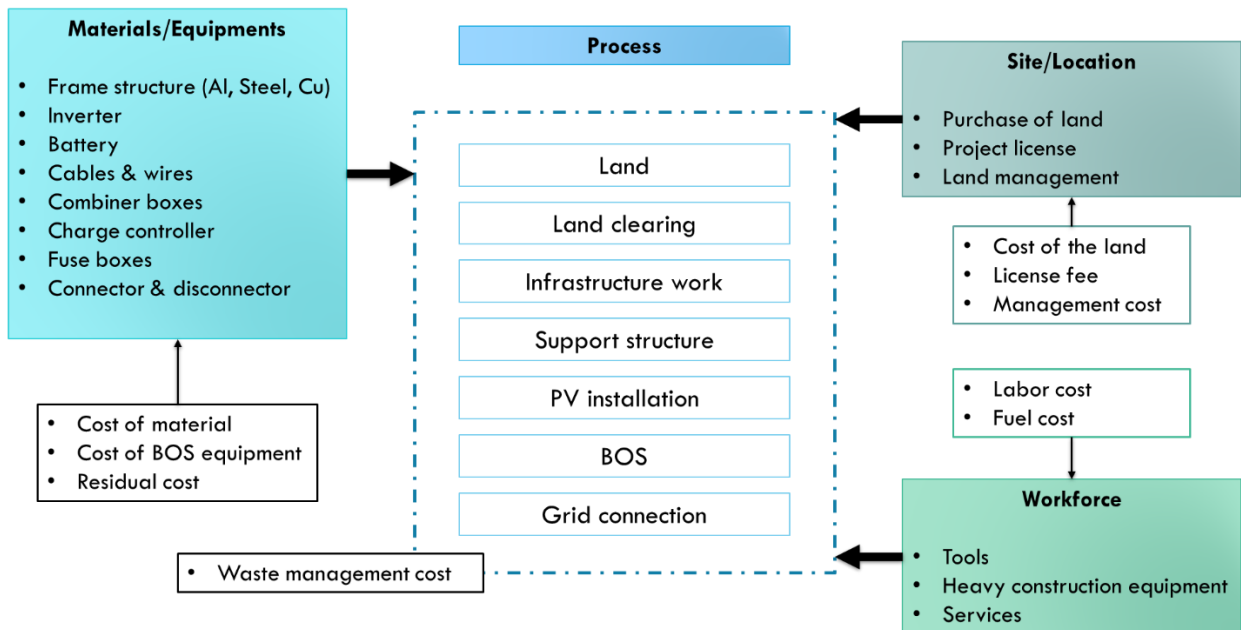 Materials/Equipments
• Frame structure (Al, Steel, Cu)
• Inverter
• Battery
• Cables & wires
• Combiner boxes
• Charge controller
• Fuse boxes
• Connector & disconnector
• Cost of material
• Cost of BOS equipment
• Residual cost
Process
Land
Land clearing
Infrastructure work
Support structure
PV installation
BOS
Grid connection
• Waste management cost
Site/Location
• Purchase of land
• Project license
• Land management
• Cost of the land
• License fee
• Management cost
• Labor cost
• Fuel cost
Workforce
• Tools
• Heavy construction equipment
• Services